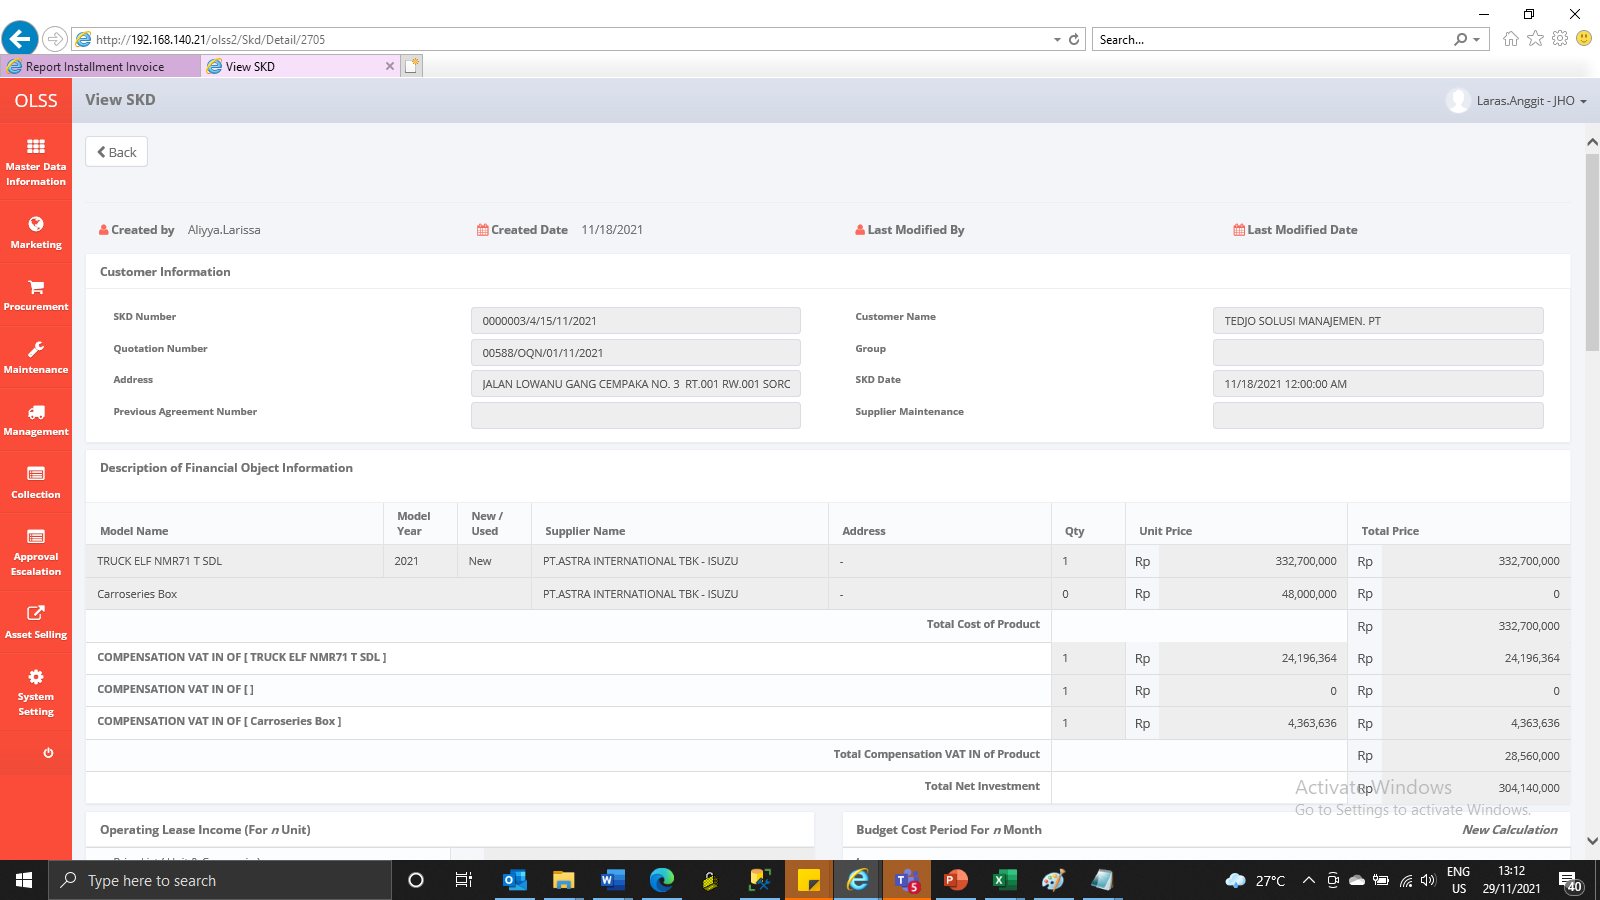 http://192.168.140.21/olss2/Skd/Detail/2705
Search...
Report Installment Invoice
View SKD
OLSS
View SKD
Laras.Anggit - JHO
Back
Master Data Information
Marketing
Procurement
Maintenance
Management
Collection
Approval Escalation
Asset Selling
System Setting
Created by Aliyya.Larissa
Created Date 11/18/2021
Last Modified By
Last Modified Date
Customer Information
SKD Number 0000003/4/15/11/2021
Customer Name TEDJO SOLUSI MANAJEMEN. PT
Quotation Number 00588/OQN/01/11/2021
Group
Address JALAN LOWANU GANG CEMPAKA NO. 3 RT.001 RW.001 SORC
SKD Date 11/18/2021 12:00:00 AM
Previous Agreement Number
Supplier Maintenance
Description of Financial Object Information
Model Name Model Year New / Used Supplier Name Address Qty Unit Price Total Price
TRUCK ELF NMR71 T SDL 2021 New PT.ASTRA INTERNATIONAL TBK - ISUZU - 1 Rp 332,700,000 Rp 332,700,000
Carroseries Box PT.ASTRA INTERNATIONAL TBK - ISUZU - 0 Rp 48,000,000 Rp 0
Total Cost of Product Rp 332,700,000
COMPENSATION VAT IN OF [ TRUCK ELF NMR71 T SDL ] 1 Rp 24,196,364 Rp 24,196,364
COMPENSATION VAT IN OF [ ] 1 Rp 0 Rp 0
COMPENSATION VAT IN OF [ Carroseries Box ] 1 Rp 4,363,636 Rp 4,363,636
Total Compensation VAT IN of Product Rp 28,560,000
Total Net Investment Rp 304,140,000
Activate Windows
Go to Settings to activate Windows.
Operating Lease Income (For n Unit)
Budget Cost Period For n Month
New Calculation
Type here to search
5
27°C
ENG
US
13:12
29/11/2021
40